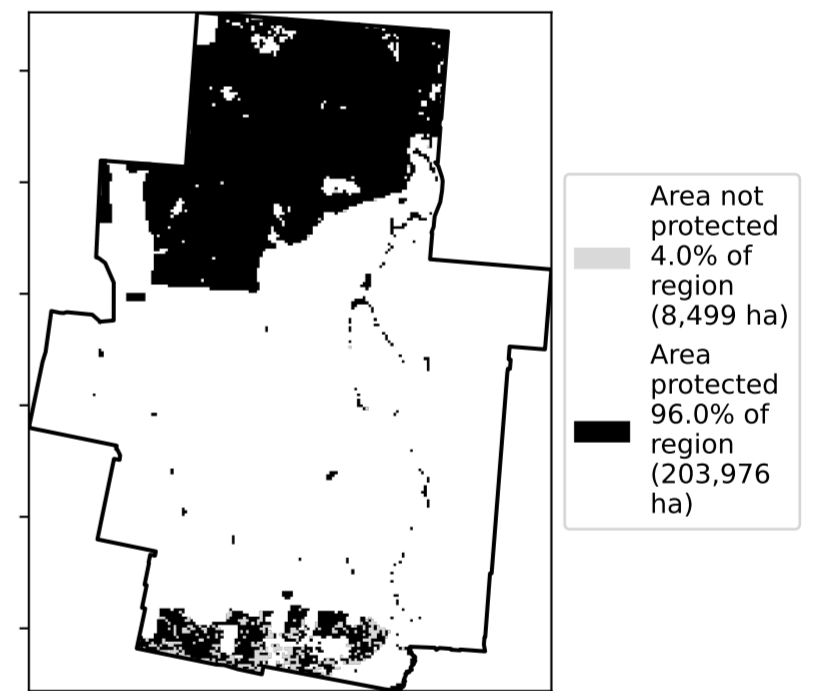 Area not
protected
4.0% of
region
(8,499 ha)
Area
protected
96.0% of
region
(203,976
ha)